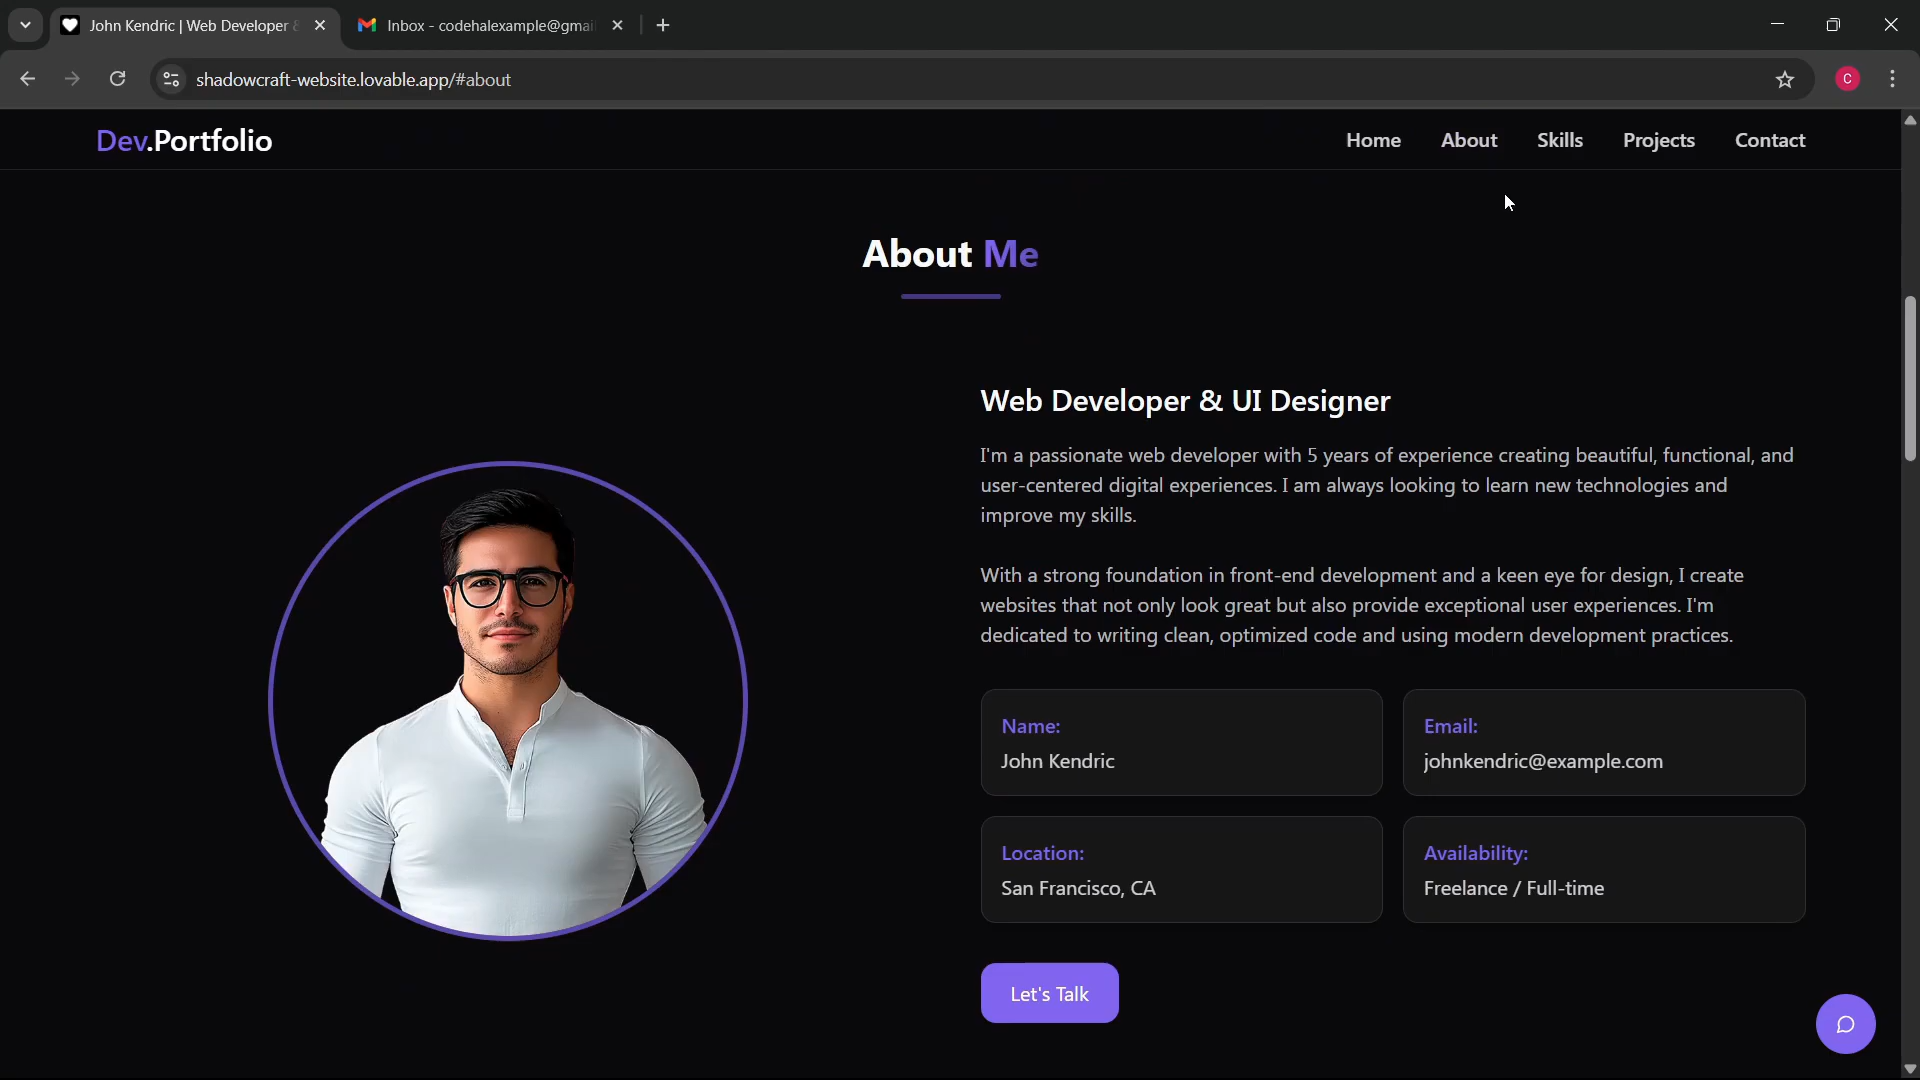 John Kendric | Web Developer &
Inbox - codehalexample@gmai
shadowcraft-website.lovable.app/#about
C
Dev.Portfolio
Home
About
Skills
Projects
Contact
About Me
Web Developer & UI Designer
I'm a passionate web developer with 5 years of experience creating beautiful, functional, and
user-centered digital experiences. I am always looking to learn new technologies and
improve my skills.
With a strong foundation in front-end development and a keen eye for design, I create
websites that not only look great but also provide exceptional user experiences. I'm
dedicated to writing clean, optimized code and using modern development practices.
Name:
John Kendric
Email:
johnkendric@example.com
Location:
San Francisco, CA
Availability:
Freelance / Full-time
Let's Talk